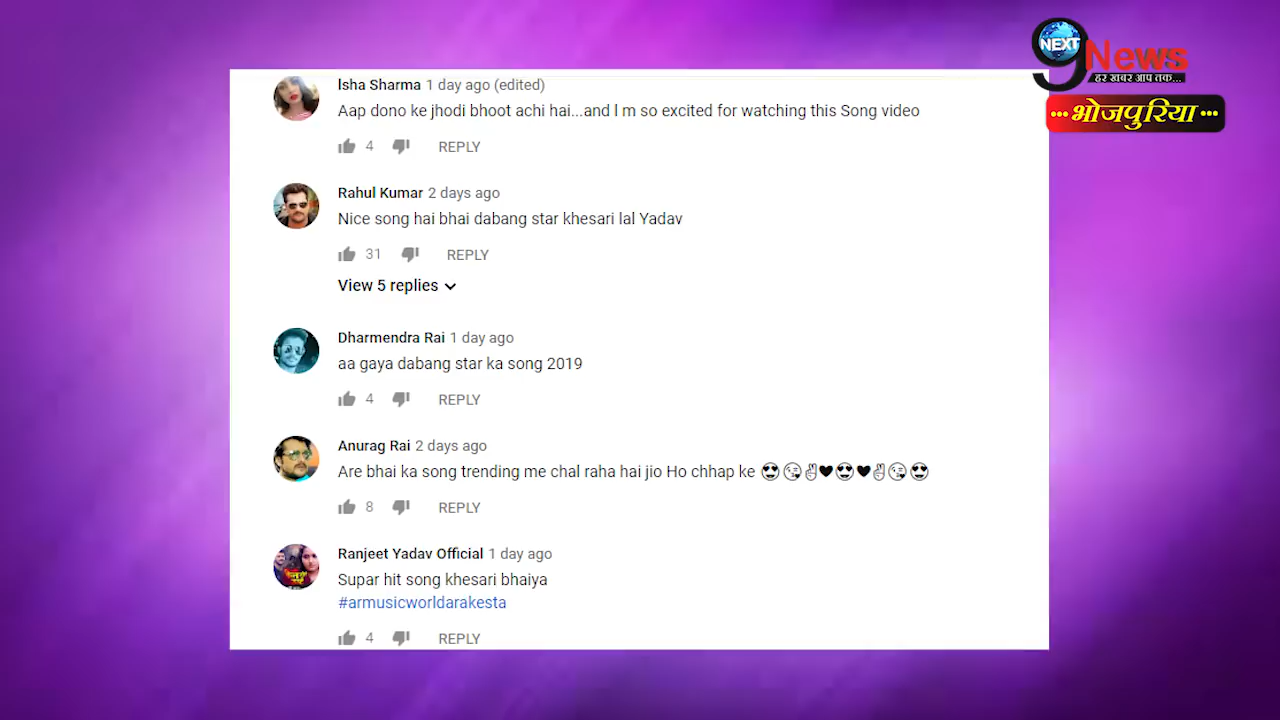 NEXT
9 News
हर खबर आप तक...
भोजपुरिया
Isha Sharma 1 day ago (edited)
Aap dono ke jhodi bhoot achi hai...and I m so excited for watching this Song video
4 REPLY
Rahul Kumar 2 days ago
Nice song hai bhai dabang star khesari lal Yadav
31 REPLY
View 5 replies
Dharmendra Rai 1 day ago
aa gaya dabang star ka song 2019
4 REPLY
Anurag Rai 2 days ago
Are bhai ka song trending me chal raha hai jio Ho chhap ke 😍😘✌♥😍♥✌😘😍
8 REPLY
Ranjeet Yadav Official 1 day ago
Supar hit song khesari bhaiya
#armusicworldarakesta
4 REPLY